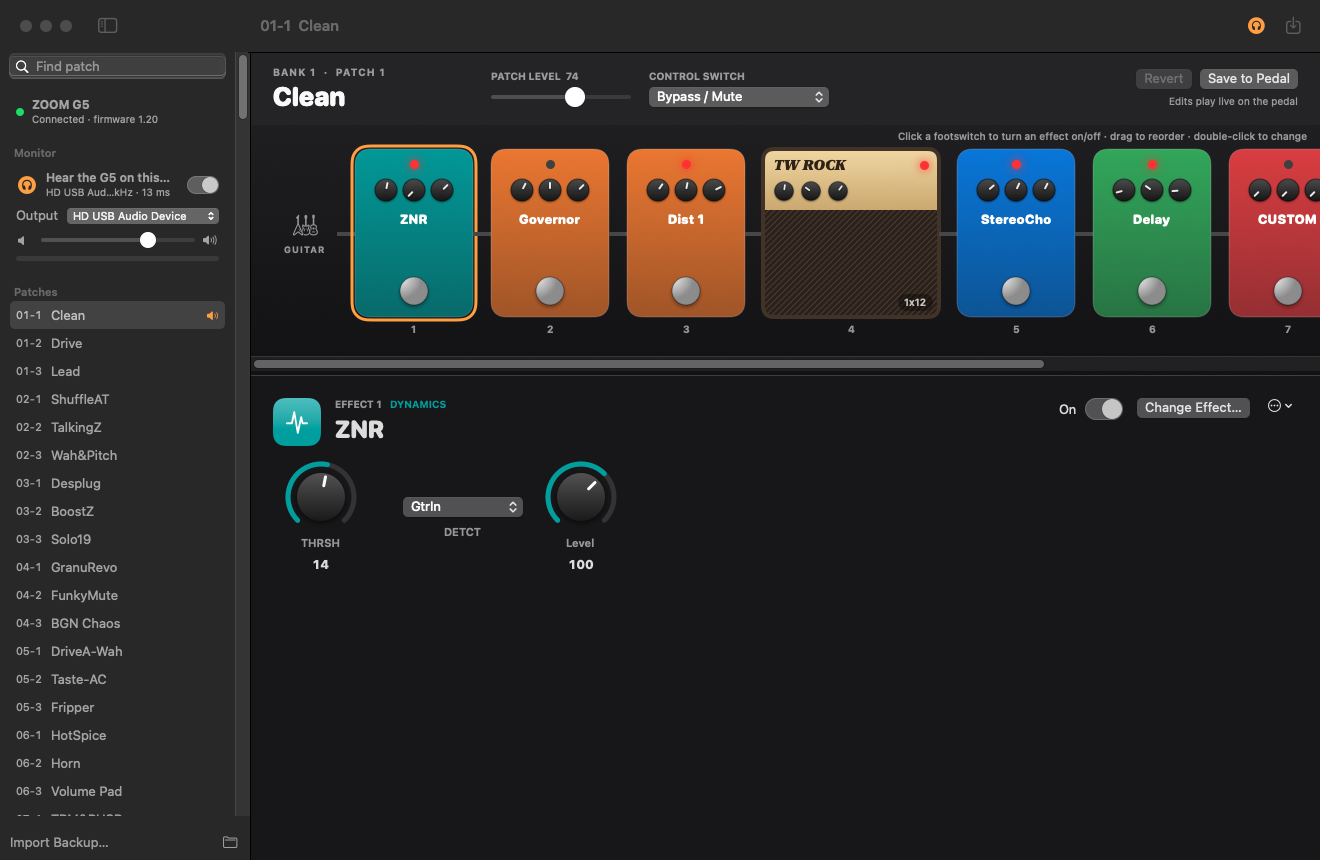 01-1 Clean
Find patch
ZOOM G5
Connected · firmware 1.20
Monitor
Hear the G5 on this...
HD USB Aud...kHz · 13 ms
Output HD USB Audio Device
Patches
01-1 Clean
01-2 Drive
01-3 Lead
02-1 ShuffleAT
02-2 TalkingZ
02-3 Wah&Pitch
03-1 Desplug
03-2 BoostZ
03-3 Solo19
04-1 GranuRevo
04-2 FunkyMute
04-3 BGN Chaos
05-1 DriveA-Wah
05-2 Taste-AC
05-3 Fripper
06-1 HotSpice
06-2 Horn
06-3 Volume Pad
Import Backup...
BANK 1 · PATCH 1
Clean
PATCH LEVEL 74
CONTROL SWITCH
Bypass / Mute
Revert
Save to Pedal
Edits play live on the pedal
Click a footswitch to turn an effect on/off · drag to reorder · double-click to change
GUITAR
ZNR
1
Governor
2
Dist 1
3
TW ROCK
1x12
4
StereoCho
5
Delay
6
CUSTOM
7
EFFECT 1 DYNAMICS
ZNR
On
Change Effect...
THRSH
14
GtrIn
DETCT
Level
100